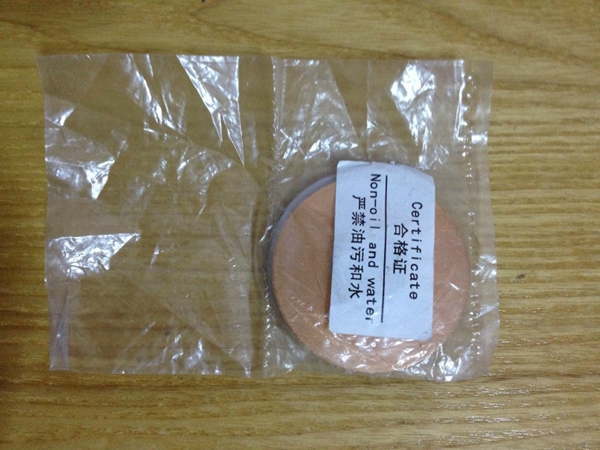 Certificate
合格证
Non-oil and water
严禁油污和水